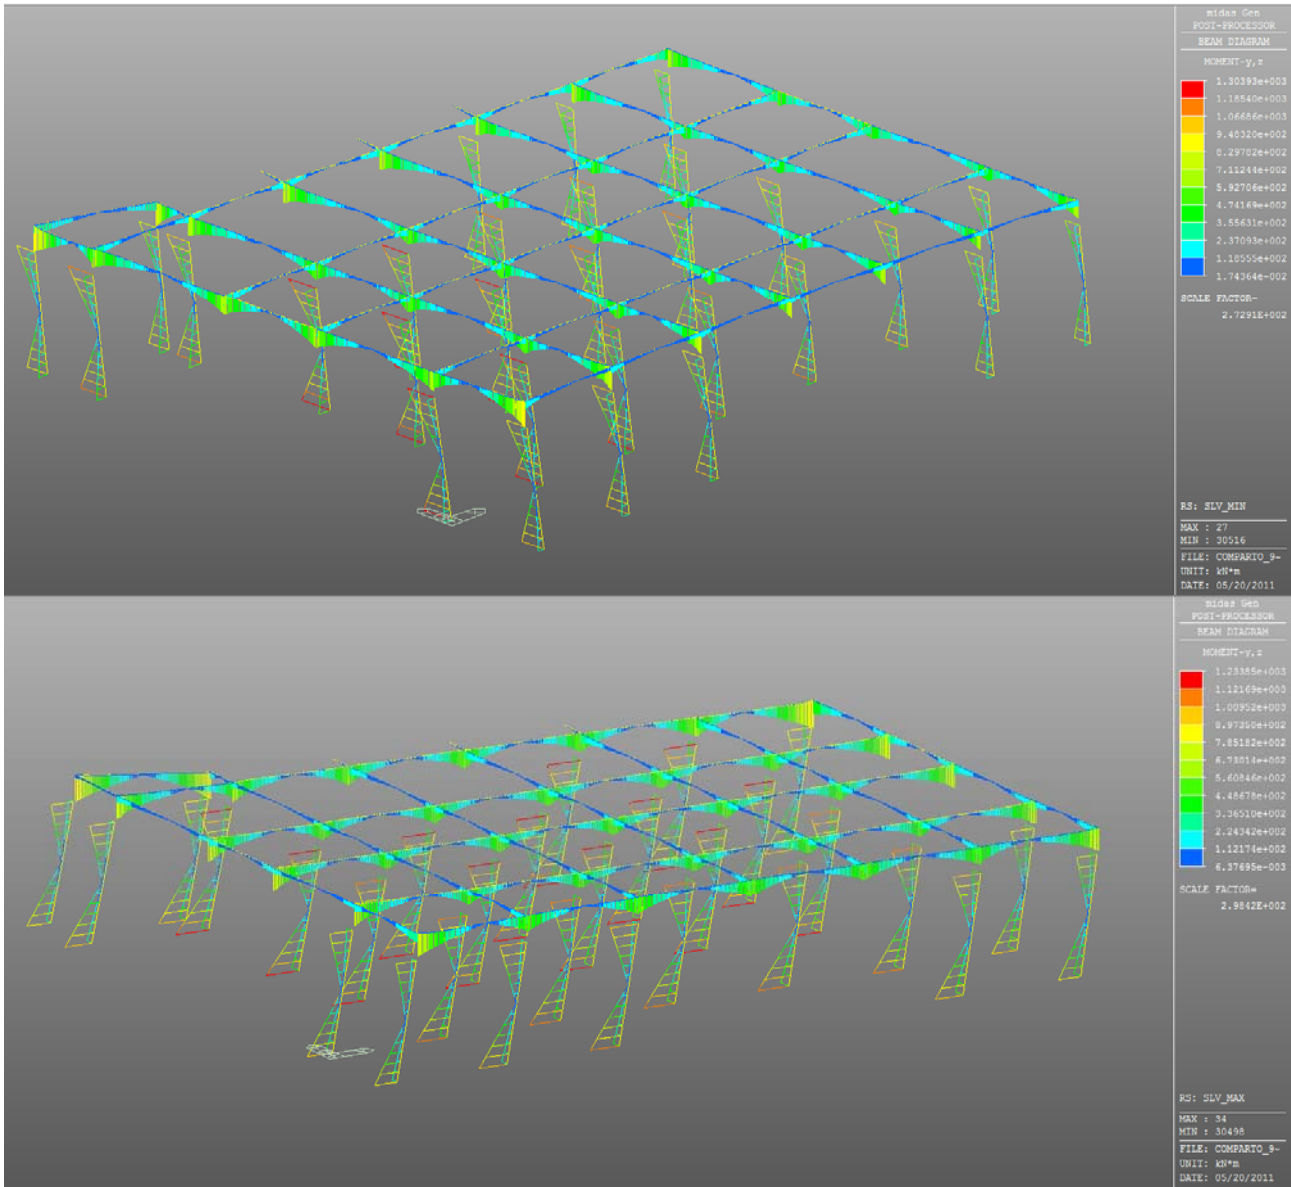 midas Gen
POST-PROCESSOR
BEAM DIAGRAM
MOMENT-y,z
1.30393e+003
1.18540e+003
1.06686e+003
9.48320e+002
8.29782e+002
7.11244e+002
5.92706e+002
4.74169e+002
3.55631e+002
2.37093e+002
1.18555e+002
1.74364e-002
SCALE FACTOR=
2.7291E+002
RS: SLV_MIN
MAX : 27
MIN : 30516
FILE: COMPARTO_9~
UNIT: kN*m
DATE: 05/20/2011
midas Gen
POST-PROCESSOR
BEAM DIAGRAM
MOMENT-y,z
1.23385e+003
1.12169e+003
1.00952e+003
8.97350e+002
7.85182e+002
6.73014e+002
5.60846e+002
4.48678e+002
3.36510e+002
2.24342e+002
1.12174e+002
6.37695e-003
SCALE FACTOR=
2.9842E+002
RS: SLV_MAX
MAX : 34
MIN : 30498
FILE: COMPARTO_9~
UNIT: kN*m
DATE: 05/20/2011